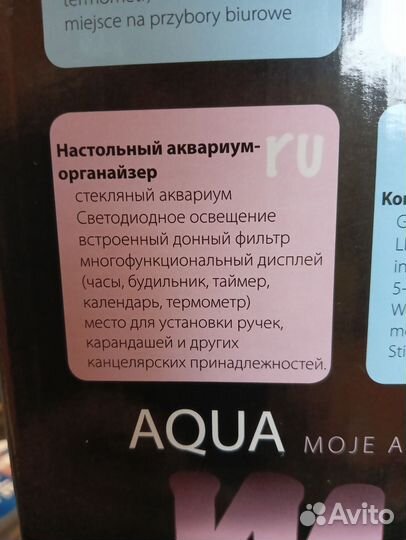 miejsce na przybory biurowe
ru
Настольный аквариум-
органайзер
стекляный аквариум
Светодиодное освещение
встроенный донный фильтр
многофункциональный дисплей
(часы, будильник, таймер,
календарь, термометр)
место для установки ручек,
карандашей и других
канцелярских принадлежностей.
AQUA MOJE A
Avito